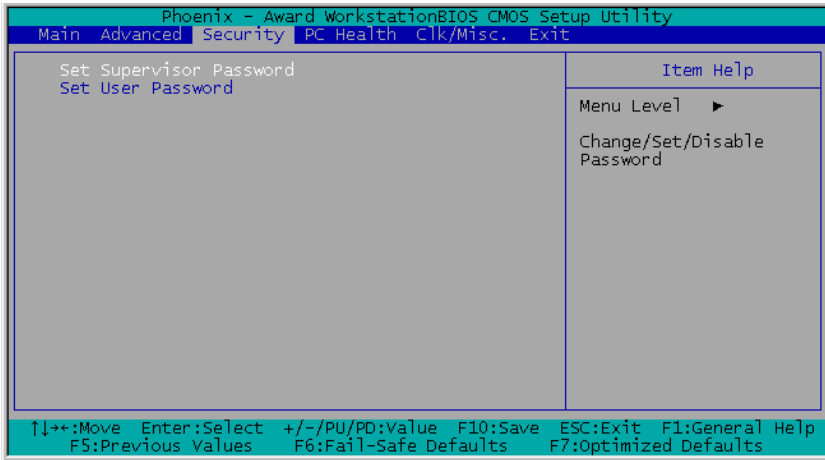 Phoenix - Award WorkstationBIOS CMOS Setup Utility
Main Advanced Security PC Health Clk/Misc. Exit
Set Supervisor Password
Set User Password
Item Help
Menu Level ►
Change/Set/Disable
Password
↑↓→←:Move Enter:Select +/-/PU/PD:Value F10:Save ESC:Exit F1:General Help
F5:Previous Values F6:Fail-Safe Defaults F7:Optimized Defaults